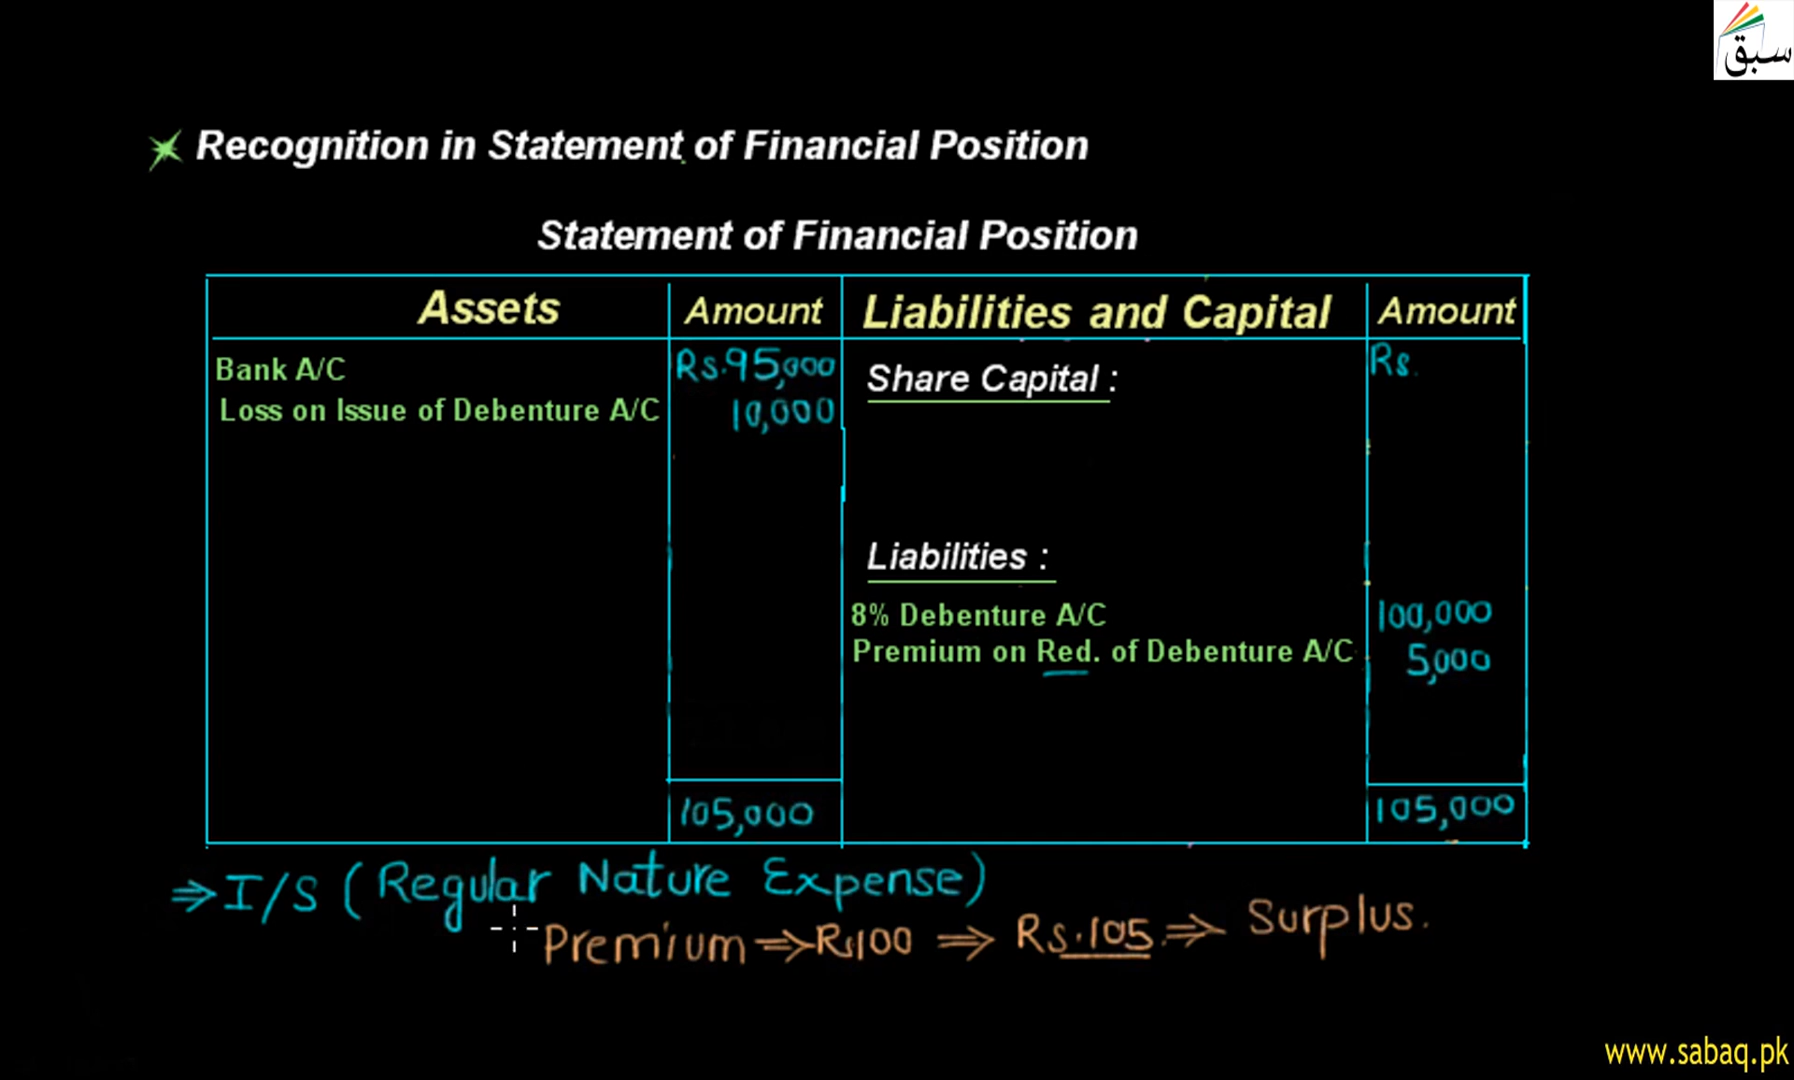 سبق
Recognition in Statement of Financial Position
Statement of Financial Position
Assets Amount Liabilities and Capital Amount
Bank A/C Rs.95,000 Share Capital : Rs.
Loss on Issue of Debenture A/C 10,000
Liabilities :
8% Debenture A/C 100,000
Premium on Red. of Debenture A/C 5,000
105,000 105,000
⇒ I/S (Regular Nature Expense)
Premium ⇒ Rs100 ⇒ Rs.105 ⇒ Surplus.
www.sabaq.pk